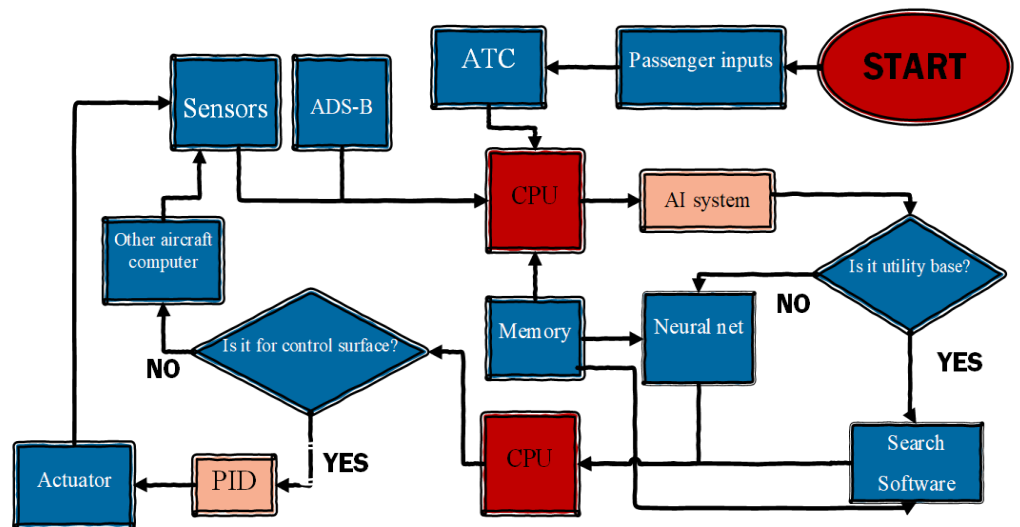 ATC
Passenger inputs
START
Sensors
ADS-B
CPU
AI system
Other aircraft
computer
Is it utility base?
NO
Memory
Neural net
Is it for control surface?
NO
YES
Search
Software
CPU
YES
PID
Actuator